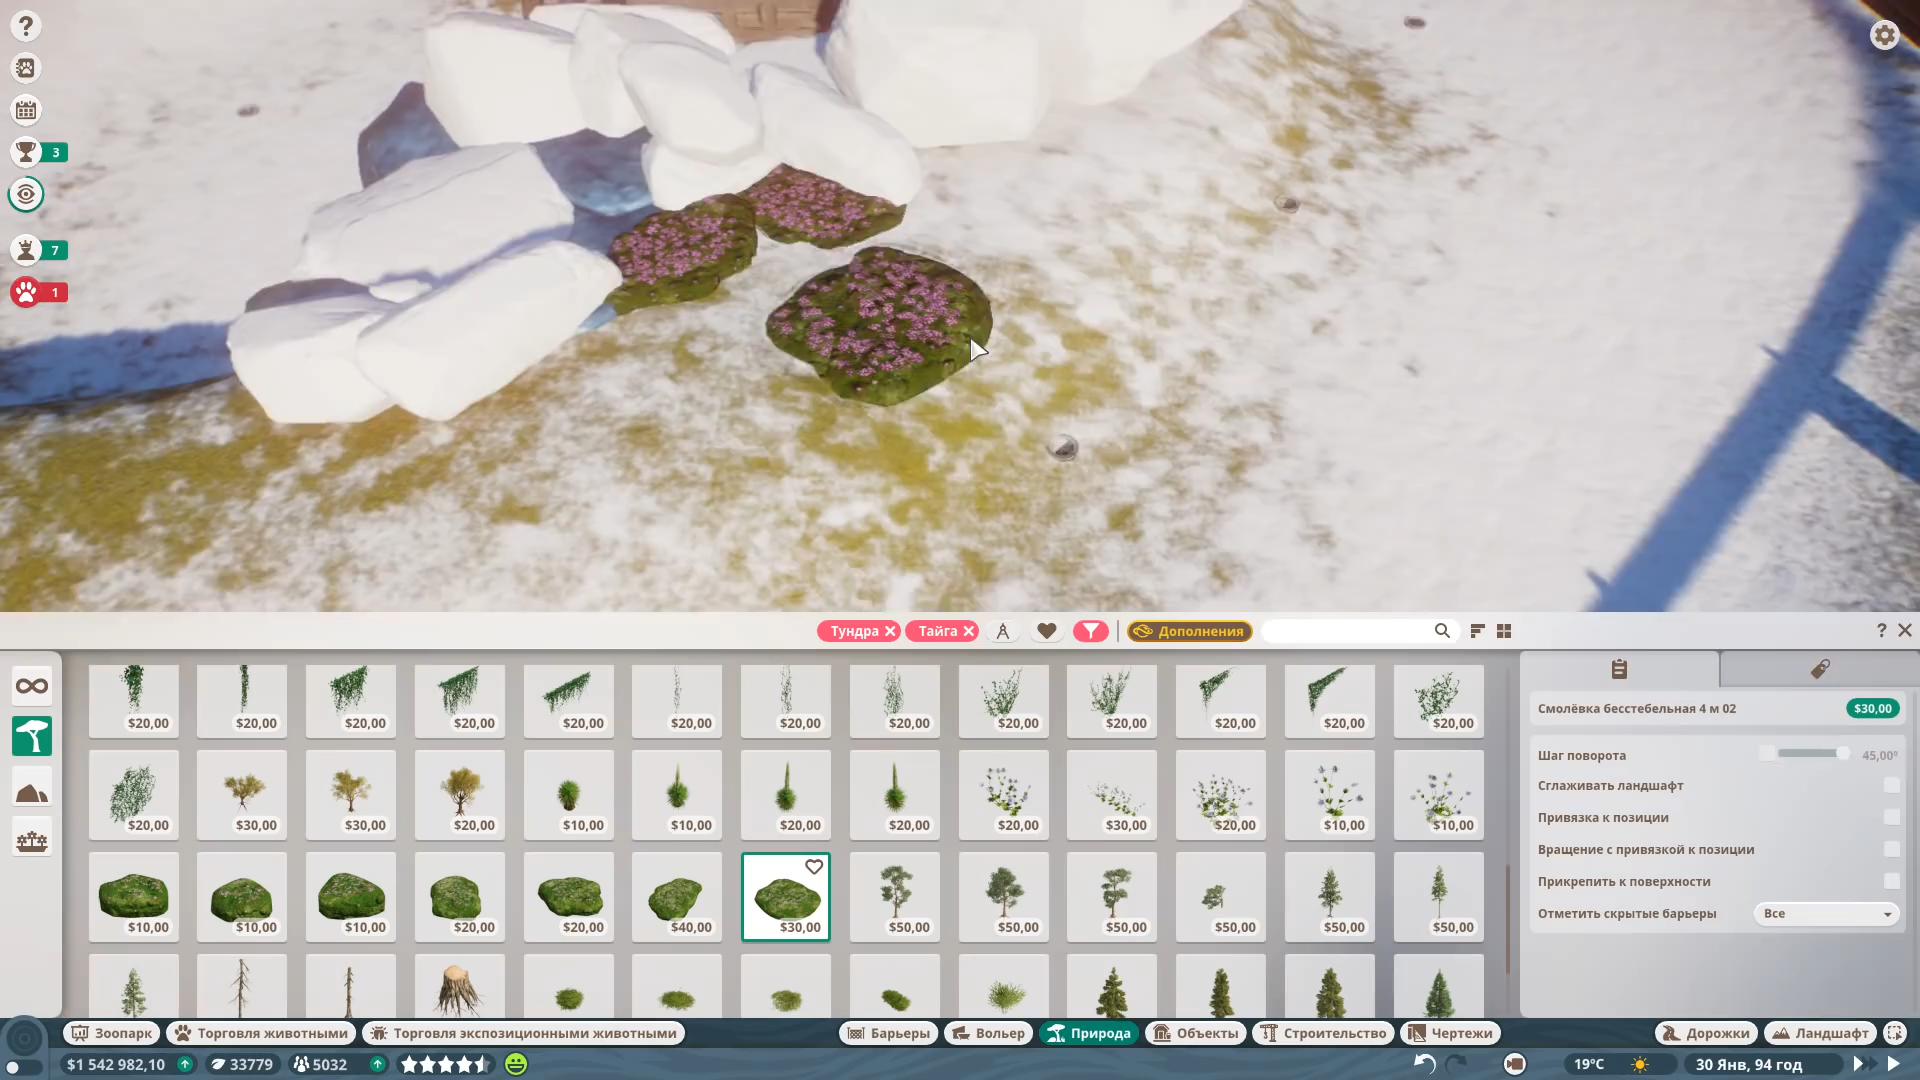 ?
3
7
1
Тундра ✕
Тайга ✕
Дополнения
? ✕
$20,00 $20,00 $20,00 $20,00 $20,00 $20,00 $20,00 $20,00 $20,00 $20,00 $20,00 $20,00 $20,00
$20,00 $30,00 $30,00 $20,00 $10,00 $10,00 $20,00 $20,00 $20,00 $30,00 $20,00 $10,00 $10,00
$10,00 $10,00 $10,00 $20,00 $20,00 $40,00 $30,00 $50,00 $50,00 $50,00 $50,00 $50,00 $50,00
Смолёвка бесстебельная 4 м 02 $30,00
Шаг поворота 45,00°
Сглаживать ландшафт
Привязка к позиции
Вращение с привязкой к позиции
Прикрепить к поверхности
Отметить скрытые барьеры Все
Зоопарк Торговля животными Торговля экспозиционными животными Барьеры Вольер Природа Объекты Строительство Чертежи Дорожки Ландшафт
$1 542 982,10 33779 5032 19°C 30 Янв, 94 год